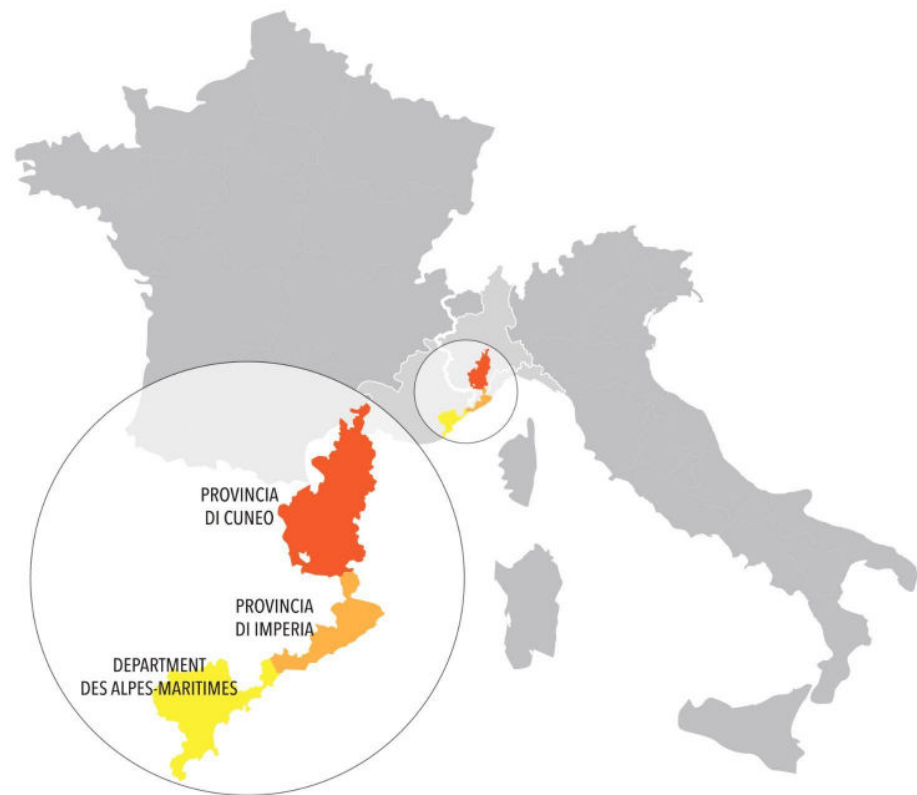 PROVINCIA
DI CUNEO
PROVINCIA
DI IMPERIA
DEPARTMENT
DES ALPES-MARITIMES